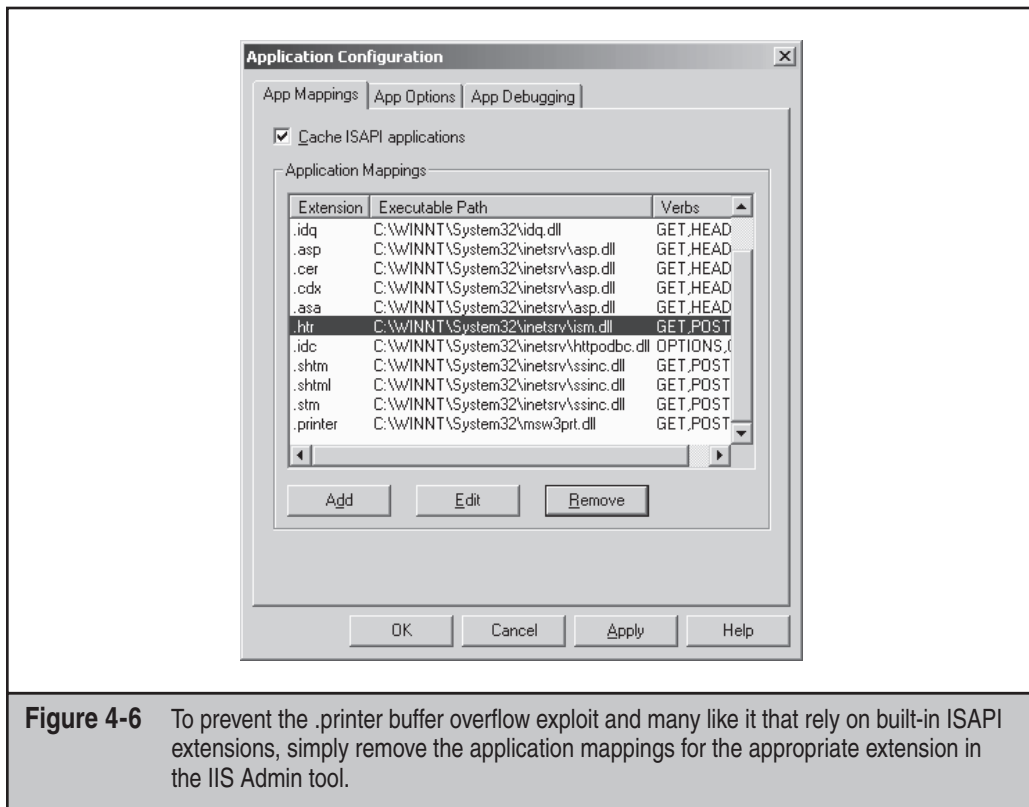 Application Configuration
App Mappings App Options App Debugging
Cache ISAPI applications
Application Mappings
Extension Executable Path Verbs
.idq C:\WINNT\System32\idq.dll GET,HEAD
.asp C:\WINNT\System32\inetsrv\asp.dll GET,HEAD
.cer C:\WINNT\System32\inetsrv\asp.dll GET,HEAD
.cdx C:\WINNT\System32\inetsrv\asp.dll GET,HEAD
.asa C:\WINNT\System32\inetsrv\asp.dll GET,HEAD
.htr C:\WINNT\System32\inetsrv\ism.dll GET,POST
.idc C:\WINNT\System32\inetsrv\httpodbc.dll OPTIONS,
.shtm C:\WINNT\System32\inetsrv\ssinc.dll GET,POST
.shtml C:\WINNT\System32\inetsrv\ssinc.dll GET,POST
.stm C:\WINNT\System32\inetsrv\ssinc.dll GET,POST
.printer C:\WINNT\System32\msw3prt.dll GET,POST
Add Edit Remove
OK Cancel Apply Help
Figure 4-6 To prevent the .printer buffer overflow exploit and many like it that rely on built-in ISAPI
extensions, simply remove the application mappings for the appropriate extension in
the IIS Admin tool.